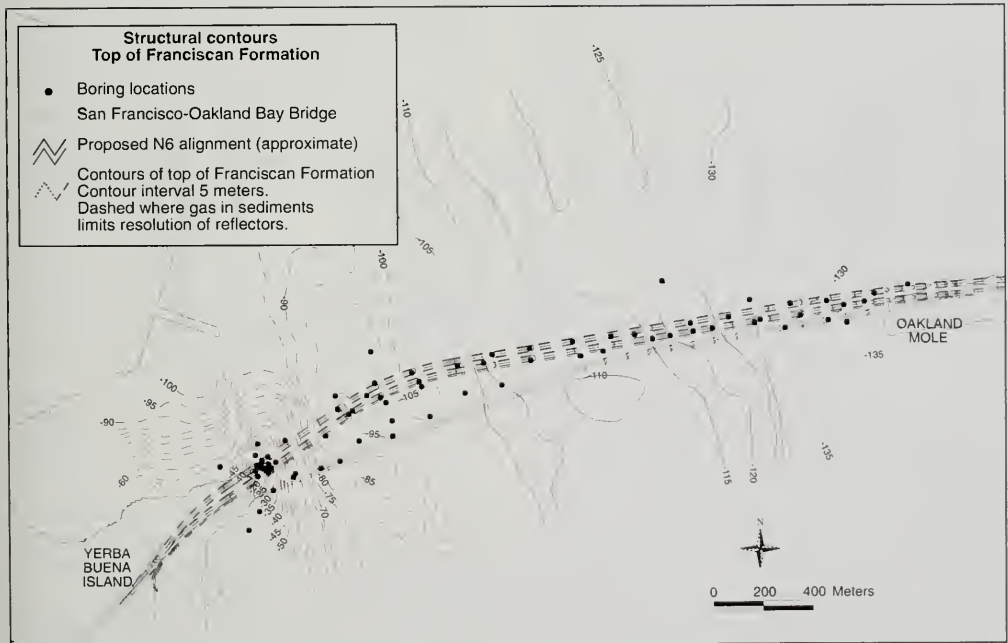 Structural contours
Top of Franciscan Formation
Boring locations
San Francisco-Oakland Bay Bridge
Proposed N6 alignment (approximate)
Contours of top of Franciscan Formation
Contour interval 5 meters.
Dashed where gas in sediments
limits resolution of reflectors.
-125
-110
-130
-105
-100
-90
-130
OAKLAND
MOLE
-135
-110
-100
-105
-95
-90
-95
-135
-60
-45
-85
-80
-75
-115
-120
-70
-45
-50
N
YERBA
BUENA
ISLAND
0 200 400 Meters